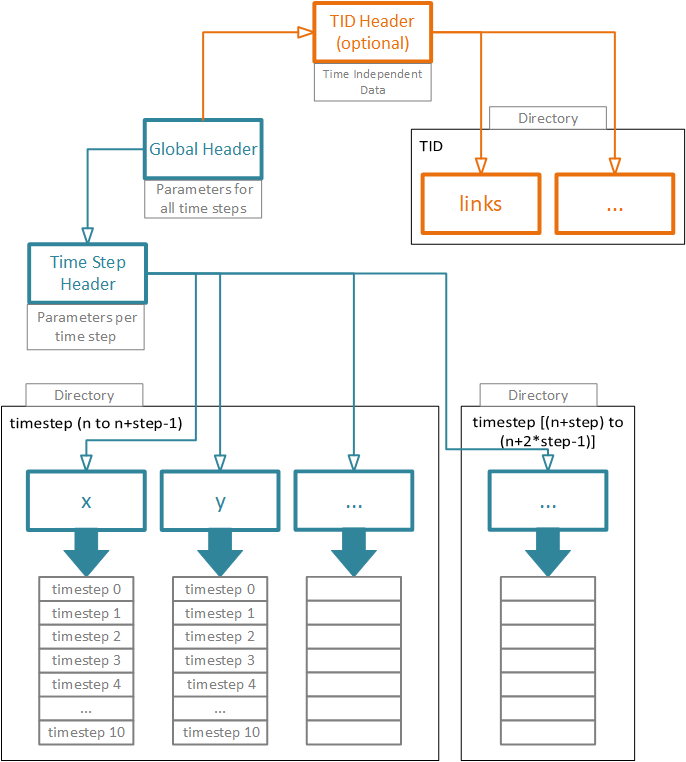 TID Header
(optional)
Time Independent
Data
Directory
TID
links
...
Global Header
Parameters for
all time steps
Time Step
Header
Parameters per
time step
Directory
timestep (n to n+step-1)
x
y
...
timestep 0
timestep 1
timestep 2
timestep 3
timestep 4
...
timestep 10
timestep 0
timestep 1
timestep 2
timestep 3
timestep 4
...
timestep 10
Directory
timestep [(n+step) to
(n+2*step-1)]
...